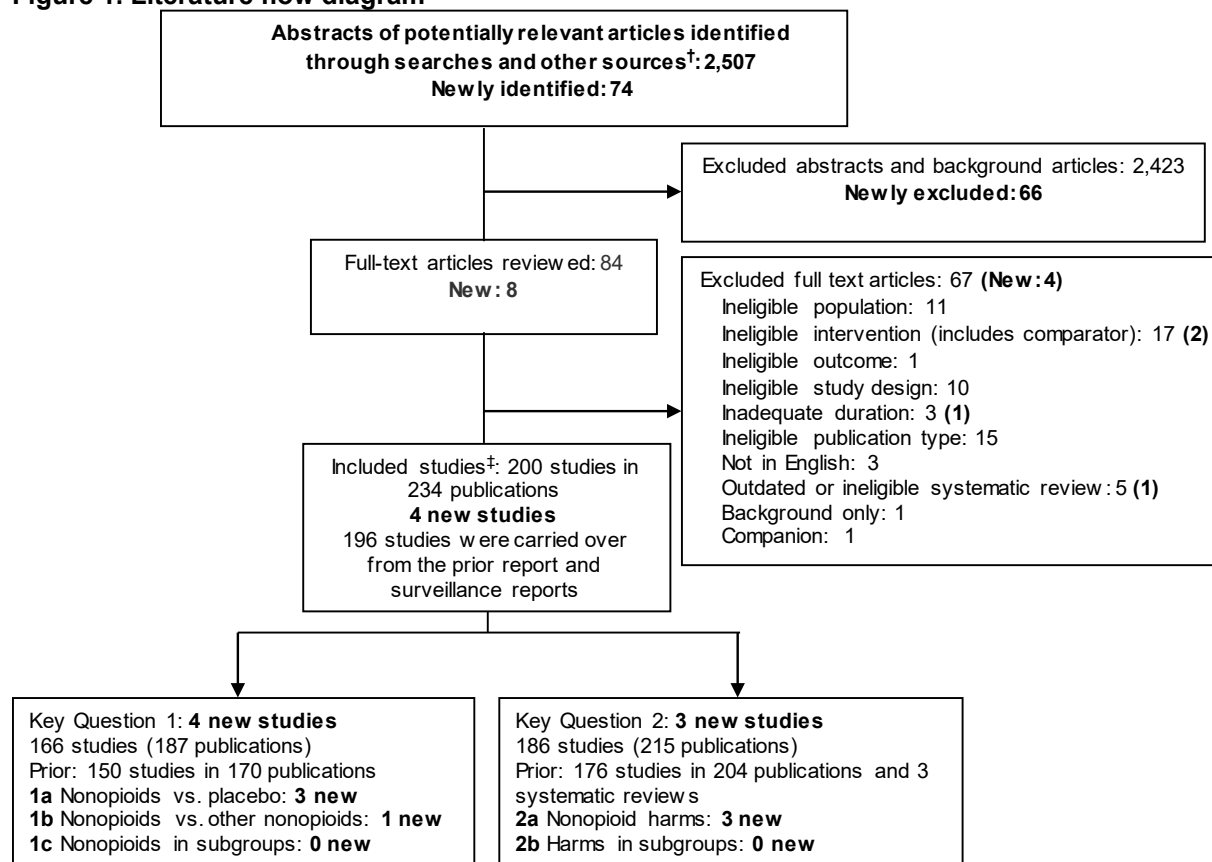 Figure 1. Literature flow diagram
Abstracts of potentially relevant articles identified
through searches and other sources†: 2,507
Newly identified: 74
Excluded abstracts and background articles: 2,423
Newly excluded: 66
Full-text articles reviewed: 84
New: 8
Excluded full text articles: 67 (New: 4)
Ineligible population: 11
Ineligible intervention (includes comparator): 17 (2)
Ineligible outcome: 1
Ineligible study design: 10
Inadequate duration: 3 (1)
Ineligible publication type: 15
Not in English: 3
Outdated or ineligible systematic review: 5 (1)
Background only: 1
Companion: 1
Included studies‡: 200 studies in
234 publications
4 new studies
196 studies were carried over
from the prior report and
surveillance reports
Key Question 1: 4 new studies
166 studies (187 publications)
Prior: 150 studies in 170 publications
1a Nonopioids vs. placebo: 3 new
1b Nonopioids vs. other nonopioids: 1 new
1c Nonopioids in subgroups: 0 new
Key Question 2: 3 new studies
186 studies (215 publications)
Prior: 176 studies in 204 publications and 3
systematic reviews
2a Nonopioid harms: 3 new
2b Harms in subgroups: 0 new